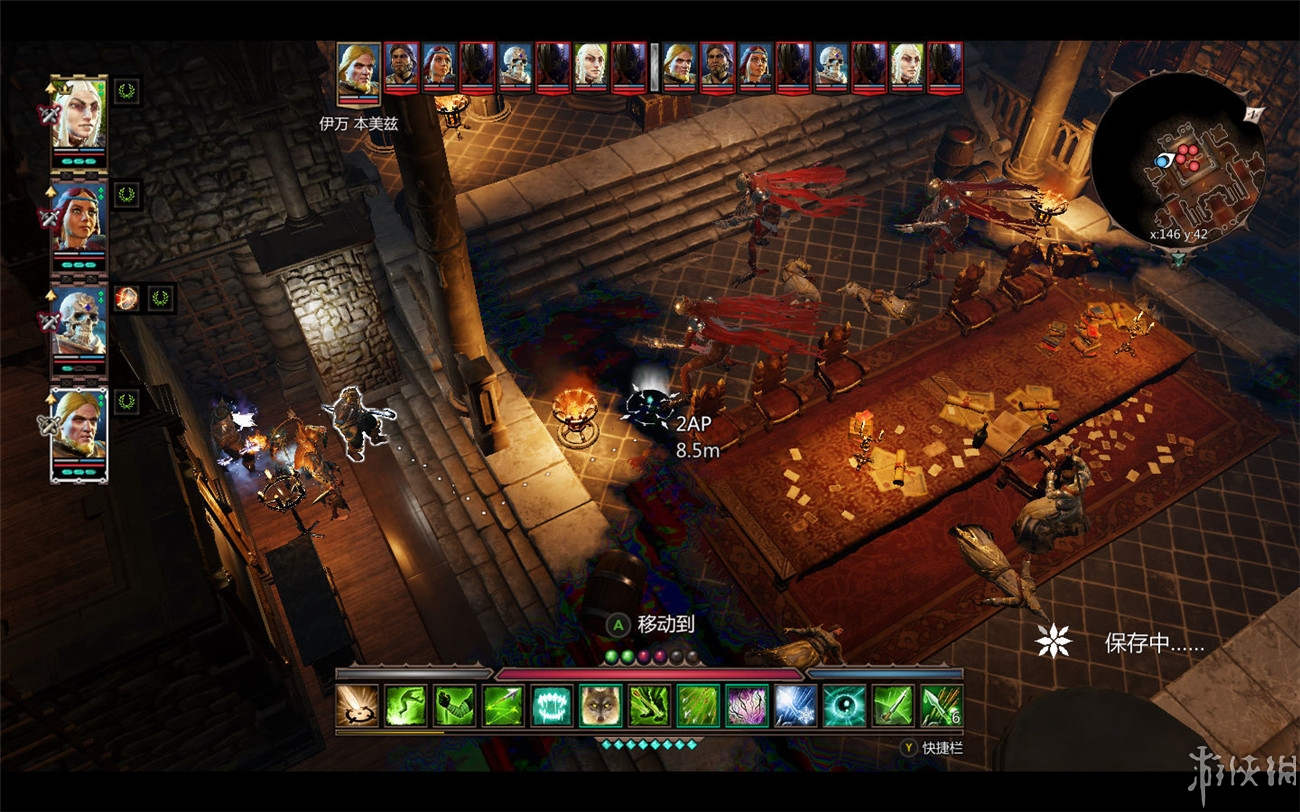 伊万 本美兹
x:146 y:42
2AP
8.5m
A 移动到
保存中......
6
Y 快捷栏
游侠网